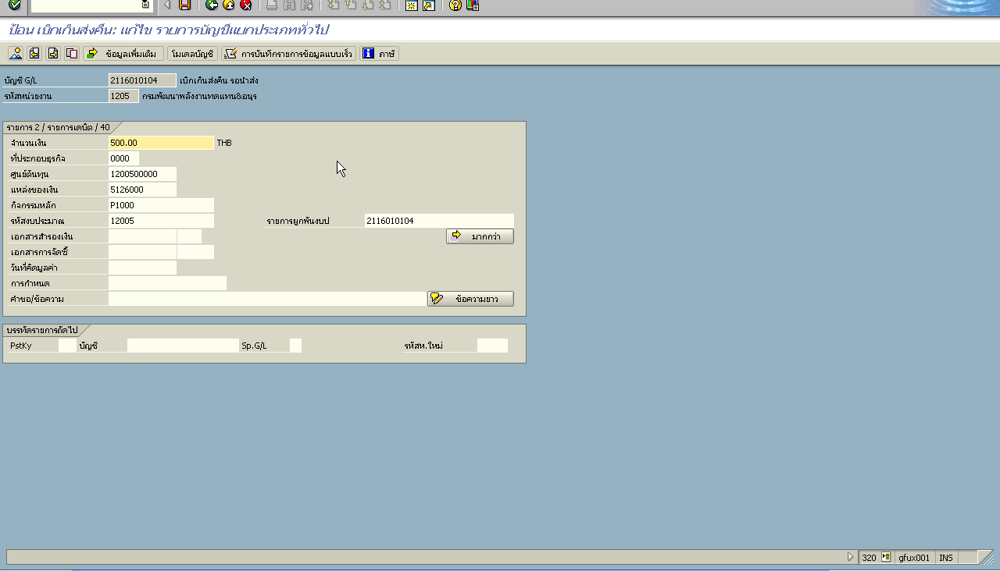 ป้อน เบิกเกินส่งคืน: แก้ไข รายการบัญชีแยกประเภททั่วไป
ข้อมูลเพิ่มเติม โมเดลบัญชี การบันทึกรายการข้อมูลแบบเร็ว ภาษี
บัญชี G/L 2116010104 เบิกเกินส่งคืน รอนำส่ง
รหัสหน่วยงาน 1205 กรมพัฒนาพลังงานทดแทน&อนุร
รายการ 2 / รายการเดบิต / 40
จำนวนเงิน 500.00 THB
ที่ประกอบธุรกิจ 0000
ศูนย์ต้นทุน 1200500000
แหล่งของเงิน 5126000
กิจกรรมหลัก P1000
รหัสงบประมาณ 12005 รายการผูกพันงบป 2116010104
เอกสารสำรองเงิน มากกว่า
เอกสารการจัดซื้
วันที่คิดมูลค่า
การกำหนด
คำขอ/ข้อความ ข้อความยาว
บรรทัดรายการถัดไป
PstKy บัญชี Sp.G/L รหัสห.ใหม่
320 gfux001 INS